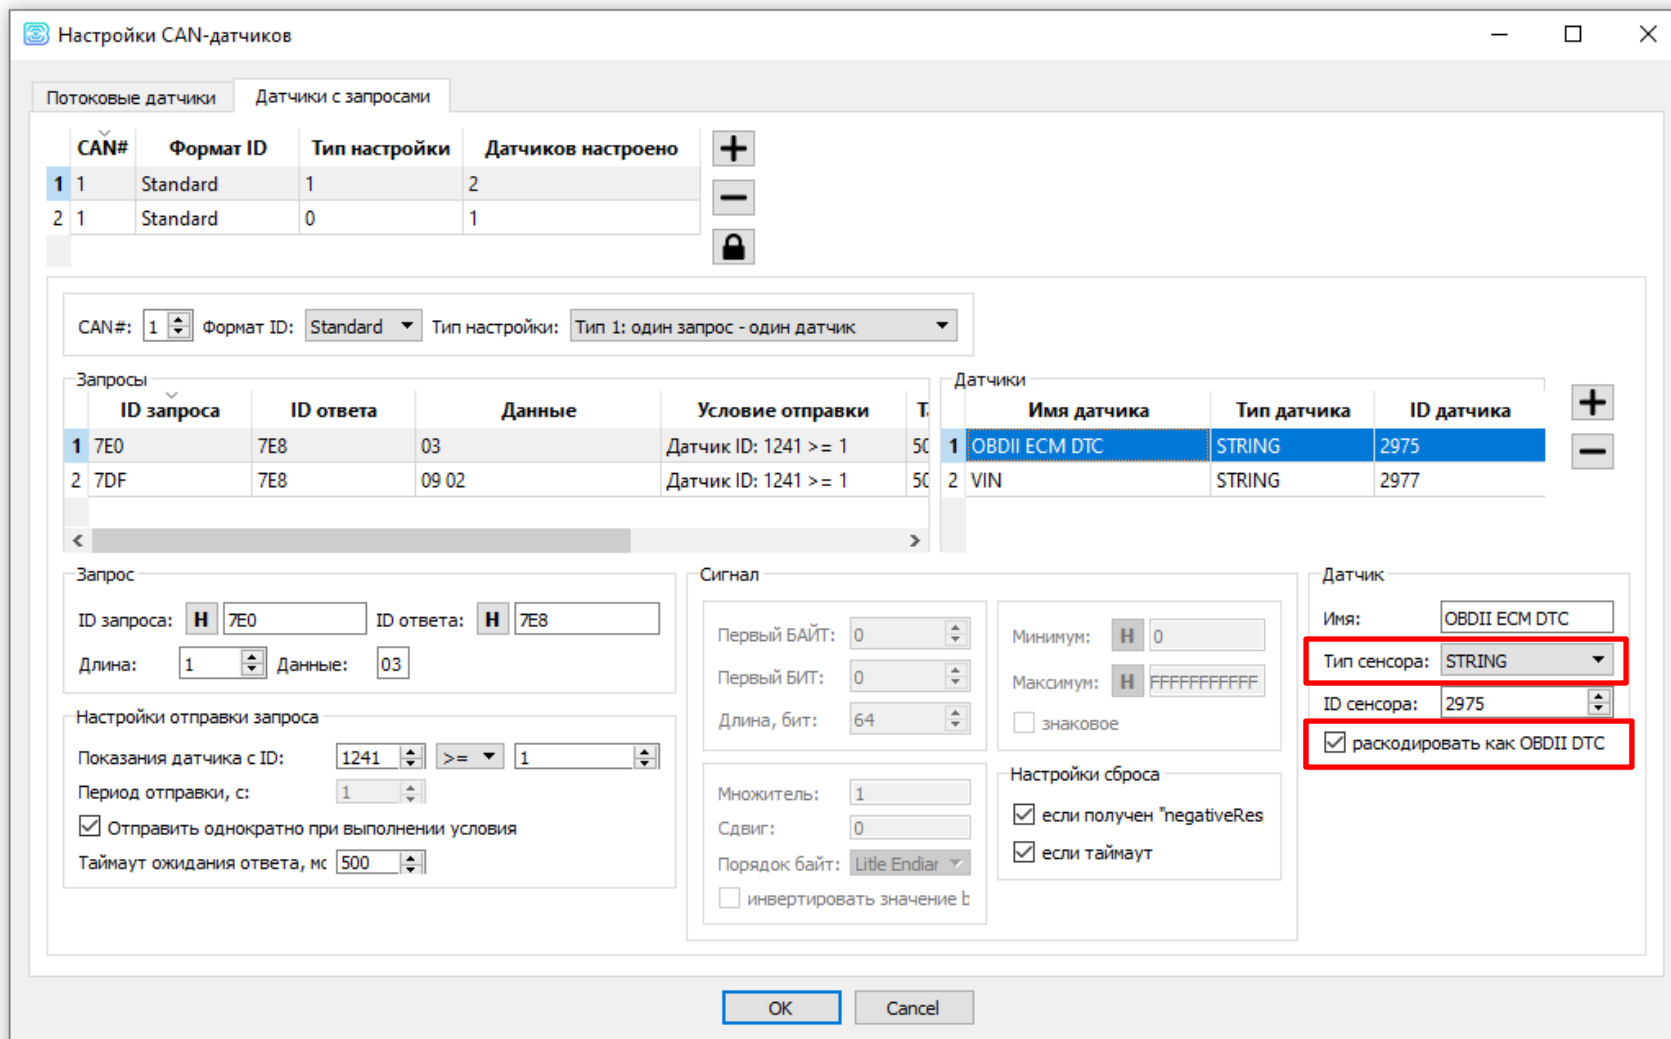 Настройки CAN-датчиков
Потоковые датчики Датчики с запросами
CAN# Формат ID Тип настройки Датчиков настроено
1 1 Standard 1 2
2 1 Standard 0 1
CAN#: 1 Формат ID: Standard Тип настройки: Тип 1: один запрос - один датчик
Запросы
ID запроса ID ответа Данные Условие отправки Т
1 7E0 7E8 03 Датчик ID: 1241 >= 1 50
2 7DF 7E8 09 02 Датчик ID: 1241 >= 1 50
Датчики
Имя датчика Тип датчика ID датчика
1 OBDII ECM DTC STRING 2975
2 VIN STRING 2977
Запрос
ID запроса: H 7E0 ID ответа: H 7E8
Длина: 1 Данные: 03
Настройки отправки запроса
Показания датчика с ID: 1241 >= 1
Период отправки, с: 1
Отправить однократно при выполнении условия
Таймаут ожидания ответа, мс 500
Сигнал
Первый БАЙТ: 0
Первый БИТ: 0
Длина, бит: 64
Минимум: H 0
Максимум: H FFFFFFFFFFF
знаковое
Множитель: 1
Сдвиг: 0
Порядок байт: Litle Endiar
инвертировать значение b
Настройки сброса
если получен "negativeRes
если таймаут
Датчик
Имя: OBDII ECM DTC
Тип сенсора: STRING
ID сенсора: 2975
раскодировать как OBDII DTC
OK Cancel